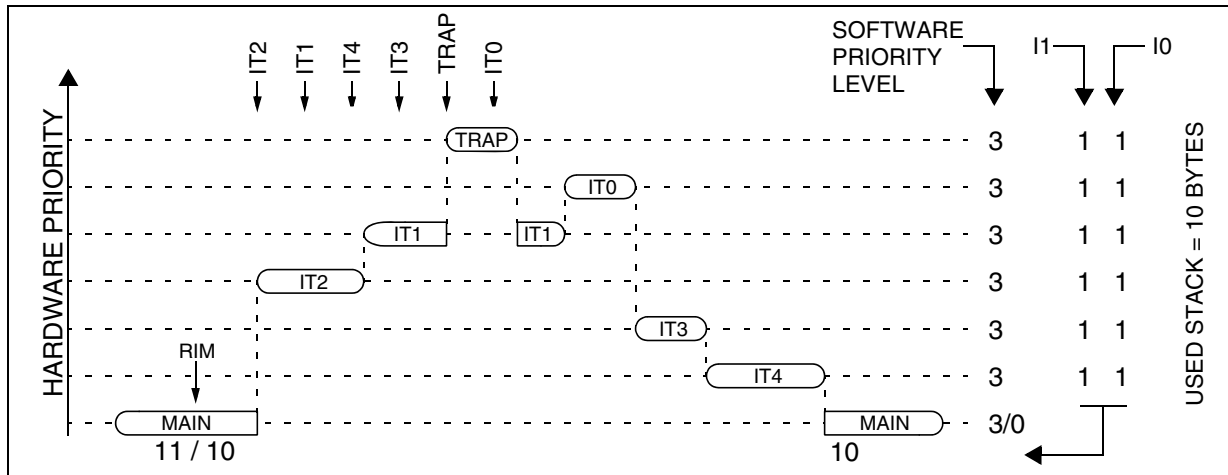 IT2
IT1
IT4
IT3
TRAP
IT0
SOFTWARE
PRIORITY
LEVEL
I1
I0
HARDWARE PRIORITY
TRAP
3
1 1
IT0
3
1 1
IT1
IT1
3
1 1
IT2
3
1 1
IT3
3
1 1
RIM
IT4
3
1 1
MAIN
MAIN
3/0
11 / 10
10
USED STACK = 10 BYTES